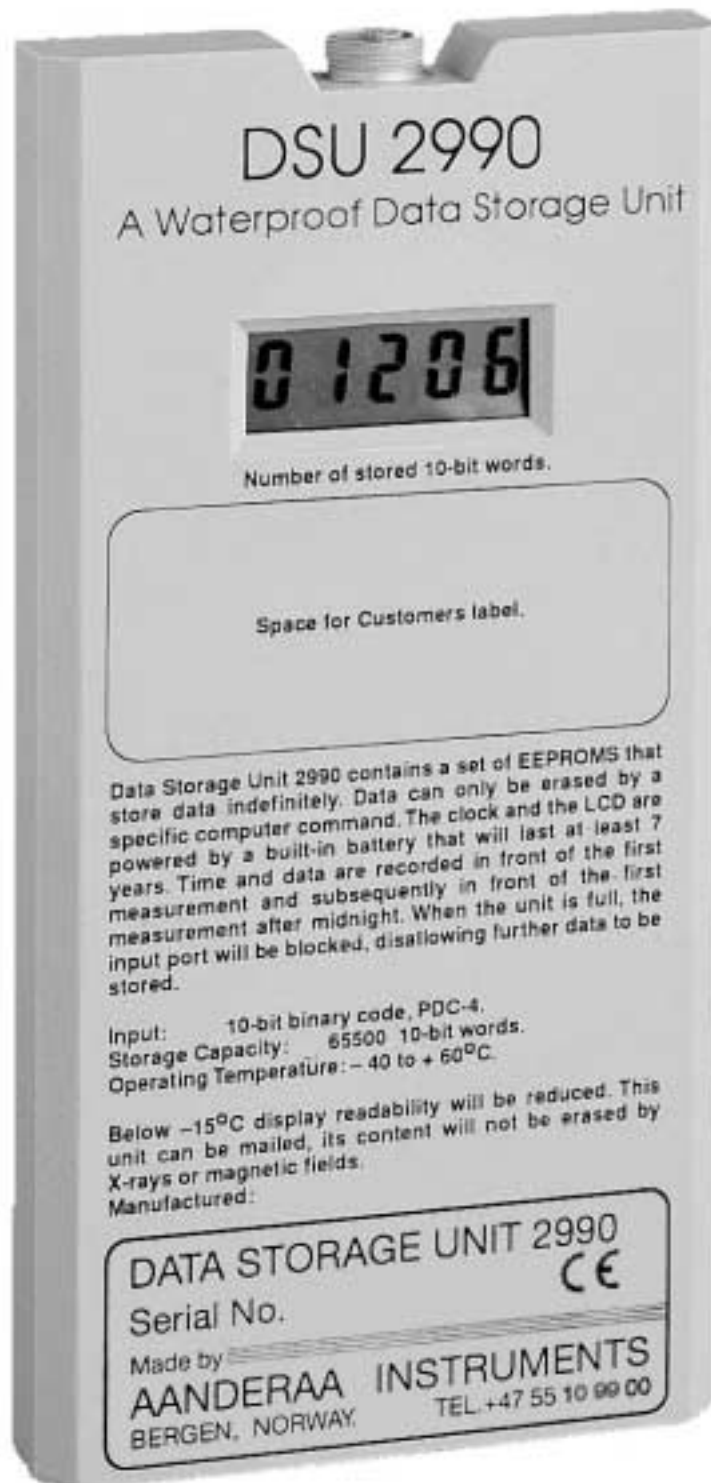 DSU 2990
A Waterproof Data Storage Unit
01206
Number of stored 10-bit words.
Space for Customers label.
Data Storage Unit 2990 contains a set of EEPROMS that
store data indefinitely. Data can only be erased by a
specific computer command. The clock and the LCD are
powered by a built-in battery that will last at least 7
years. Time and data are recorded in front of the first
measurement and subsequently in front of the first
measurement after midnight. When the unit is full, the
input port will be blocked, disallowing further data to be
stored.
Input: 10-bit binary code, PDC-4.
Storage Capacity: 65500 10-bit words.
Operating Temperature: – 40 to + 60°C.
Below –15°C display readability will be reduced. This
unit can be mailed, its content will not be erased by
X-rays or magnetic fields.
Manufactured:
DATA STORAGE UNIT 2990
CE
Serial No.
Made by
AANDERAA INSTRUMENTS
BERGEN, NORWAY. TEL.+47 55 10 99 00